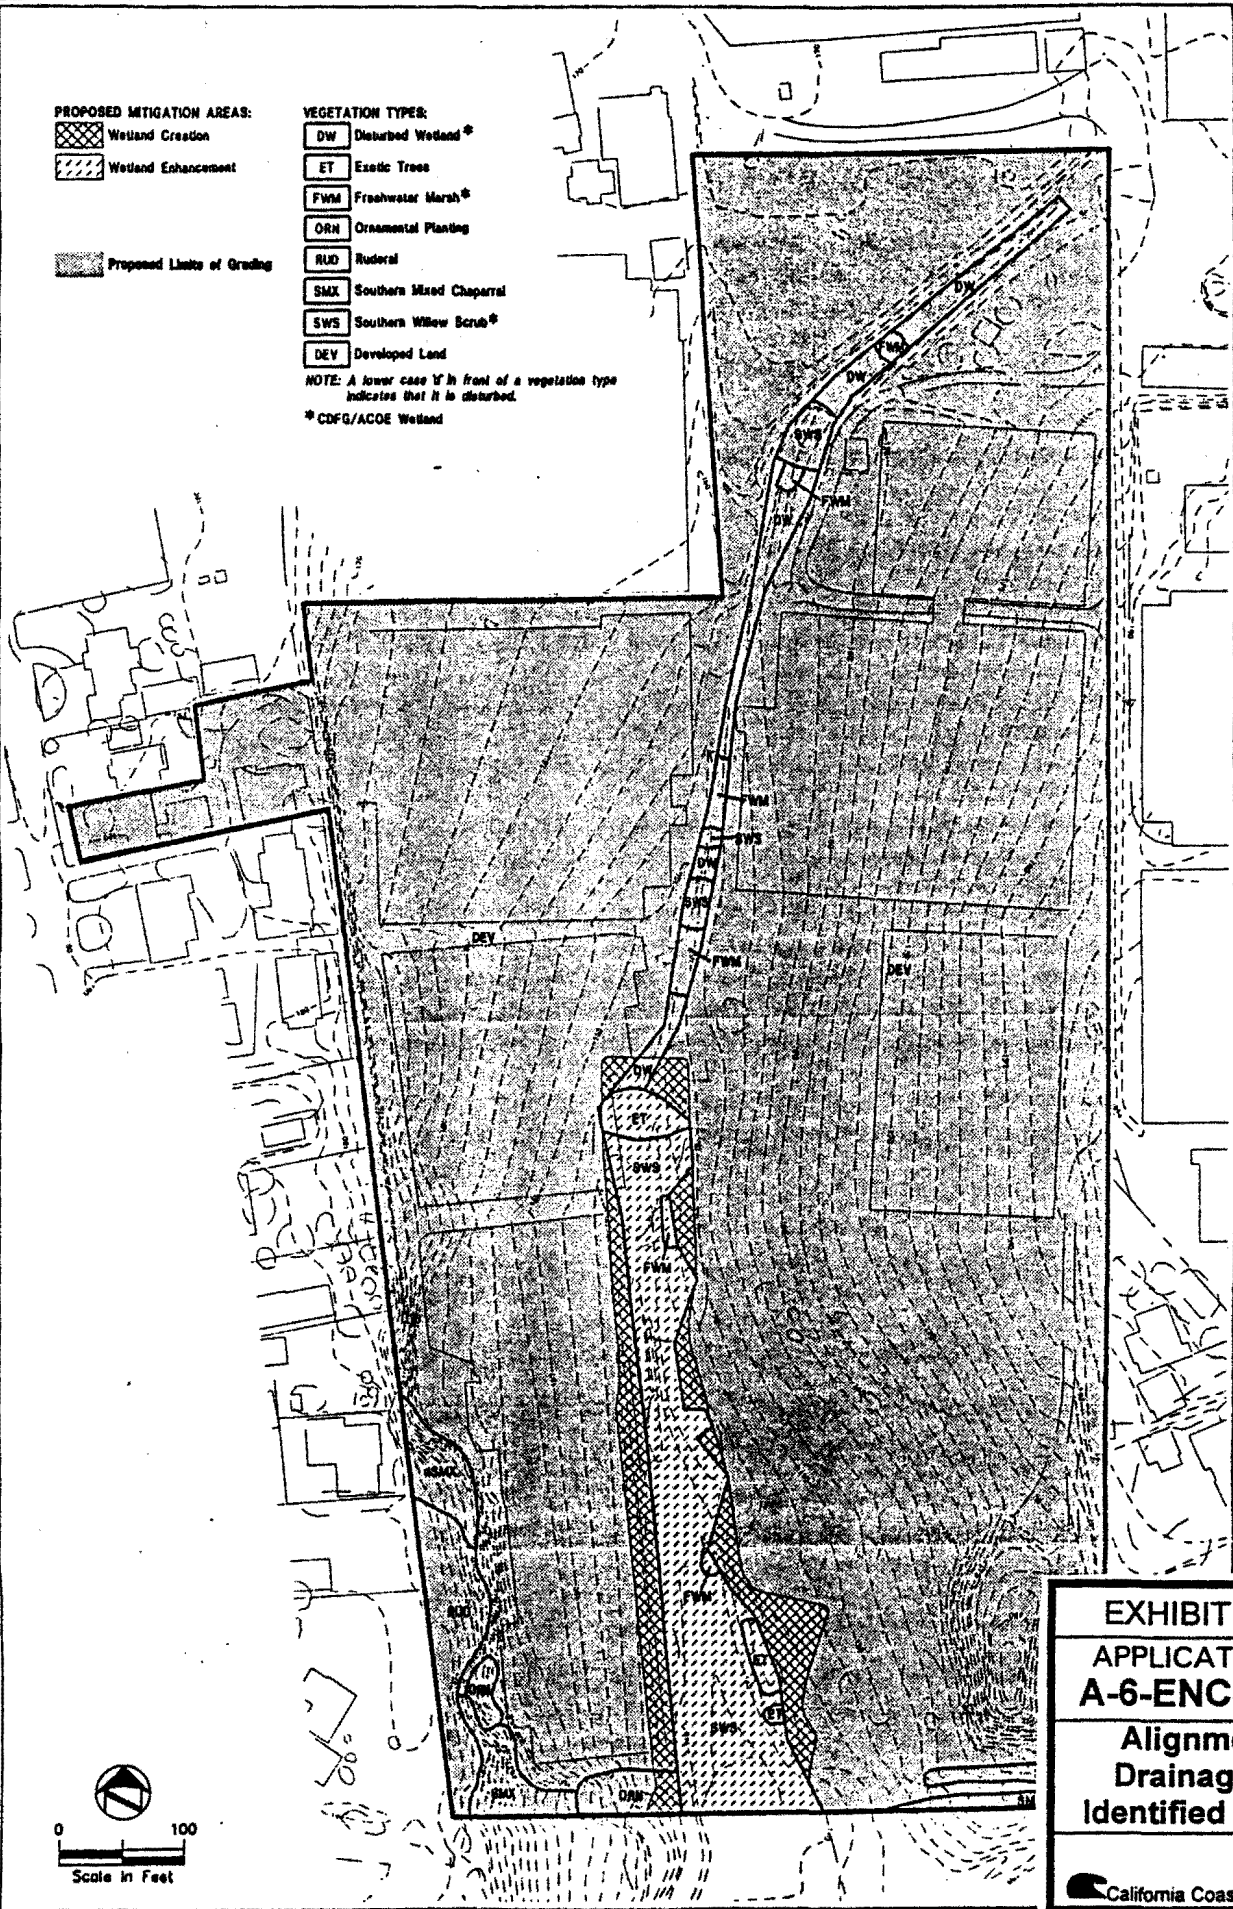 PROPOSED MITIGATION AREAS:
Wetland Creation
Wetland Enhancement
Proposed Limits of Grading
VEGETATION TYPES:
DW Disturbed Wetland*
ET Exotic Trees
FWM Freshwater Marsh*
ORN Ornamental Planting
RUD Ruderal
SMX Southern Mixed Chaparral
SWS Southern Willow Scrub*
DEV Developed Land
NOTE: A lower case 'd' in front of a vegetation type
indicates that it is disturbed.
* CDFG/ACOE Wetland
DW
FWM
DW
SWS
FWM
DW
FWM
SWS
DW
SWS
DEV
FWM
DEV
DW
ET
SWS
FWM
dSMX
RUD
FWM
ET
ORN
ET
SWS
SMX
ORN
SM
0 100
Scale in Feet
EXHIBIT
APPLICAT
A-6-ENC
Alignm
Drainag
Identified
California Coas